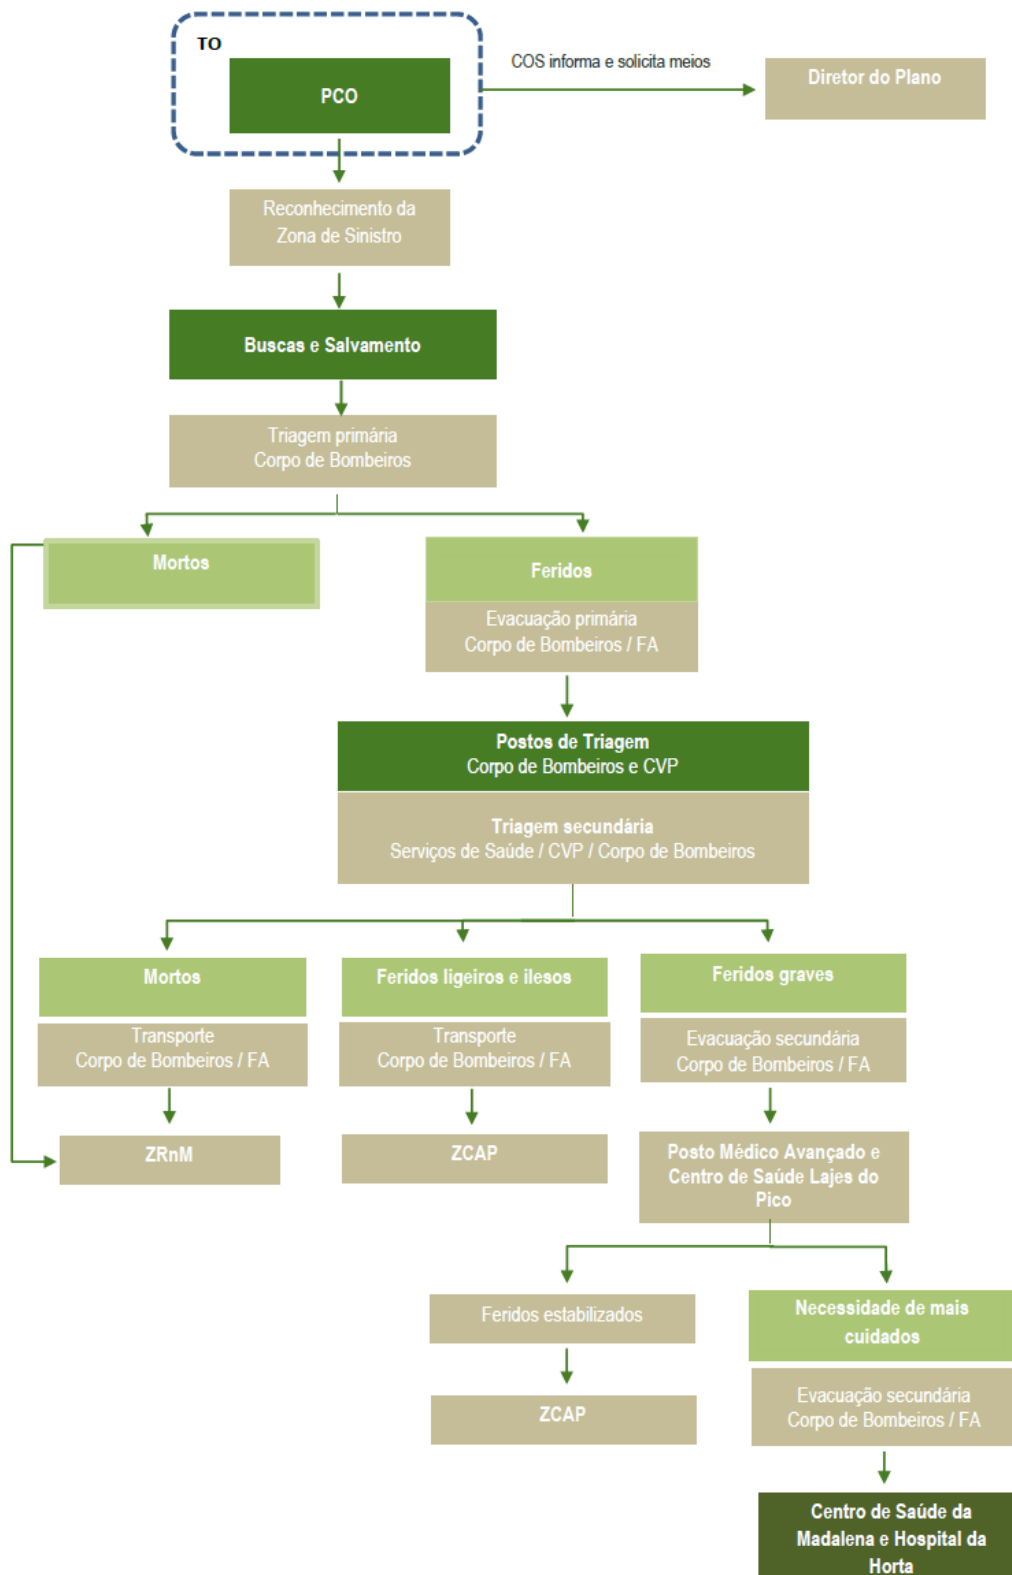 TO
PCO
COS informa e solicita meios
Diretor do Plano
Reconhecimento da
Zona de Sinistro
Buscas e Salvamento
Triagem primária
Corpo de Bombeiros
Mortos
Feridos
Evacuação primária
Corpo de Bombeiros / FA
Postos de Triagem
Corpo de Bombeiros e CVP
Triagem secundária
Serviços de Saúde / CVP / Corpo de Bombeiros
Mortos
Transporte
Corpo de Bombeiros / FA
ZRnM
Feridos ligeiros e ilesos
Transporte
Corpo de Bombeiros / FA
ZCAP
Feridos graves
Evacuação secundária
Corpo de Bombeiros / FA
Posto Médico Avançado e
Centro de Saúde Lajes do
Pico
Feridos estabilizados
ZCAP
Necessidade de mais
cuidados
Evacuação secundária
Corpo de Bombeiros / FA
Centro de Saúde da
Madalena e Hospital da
Horta